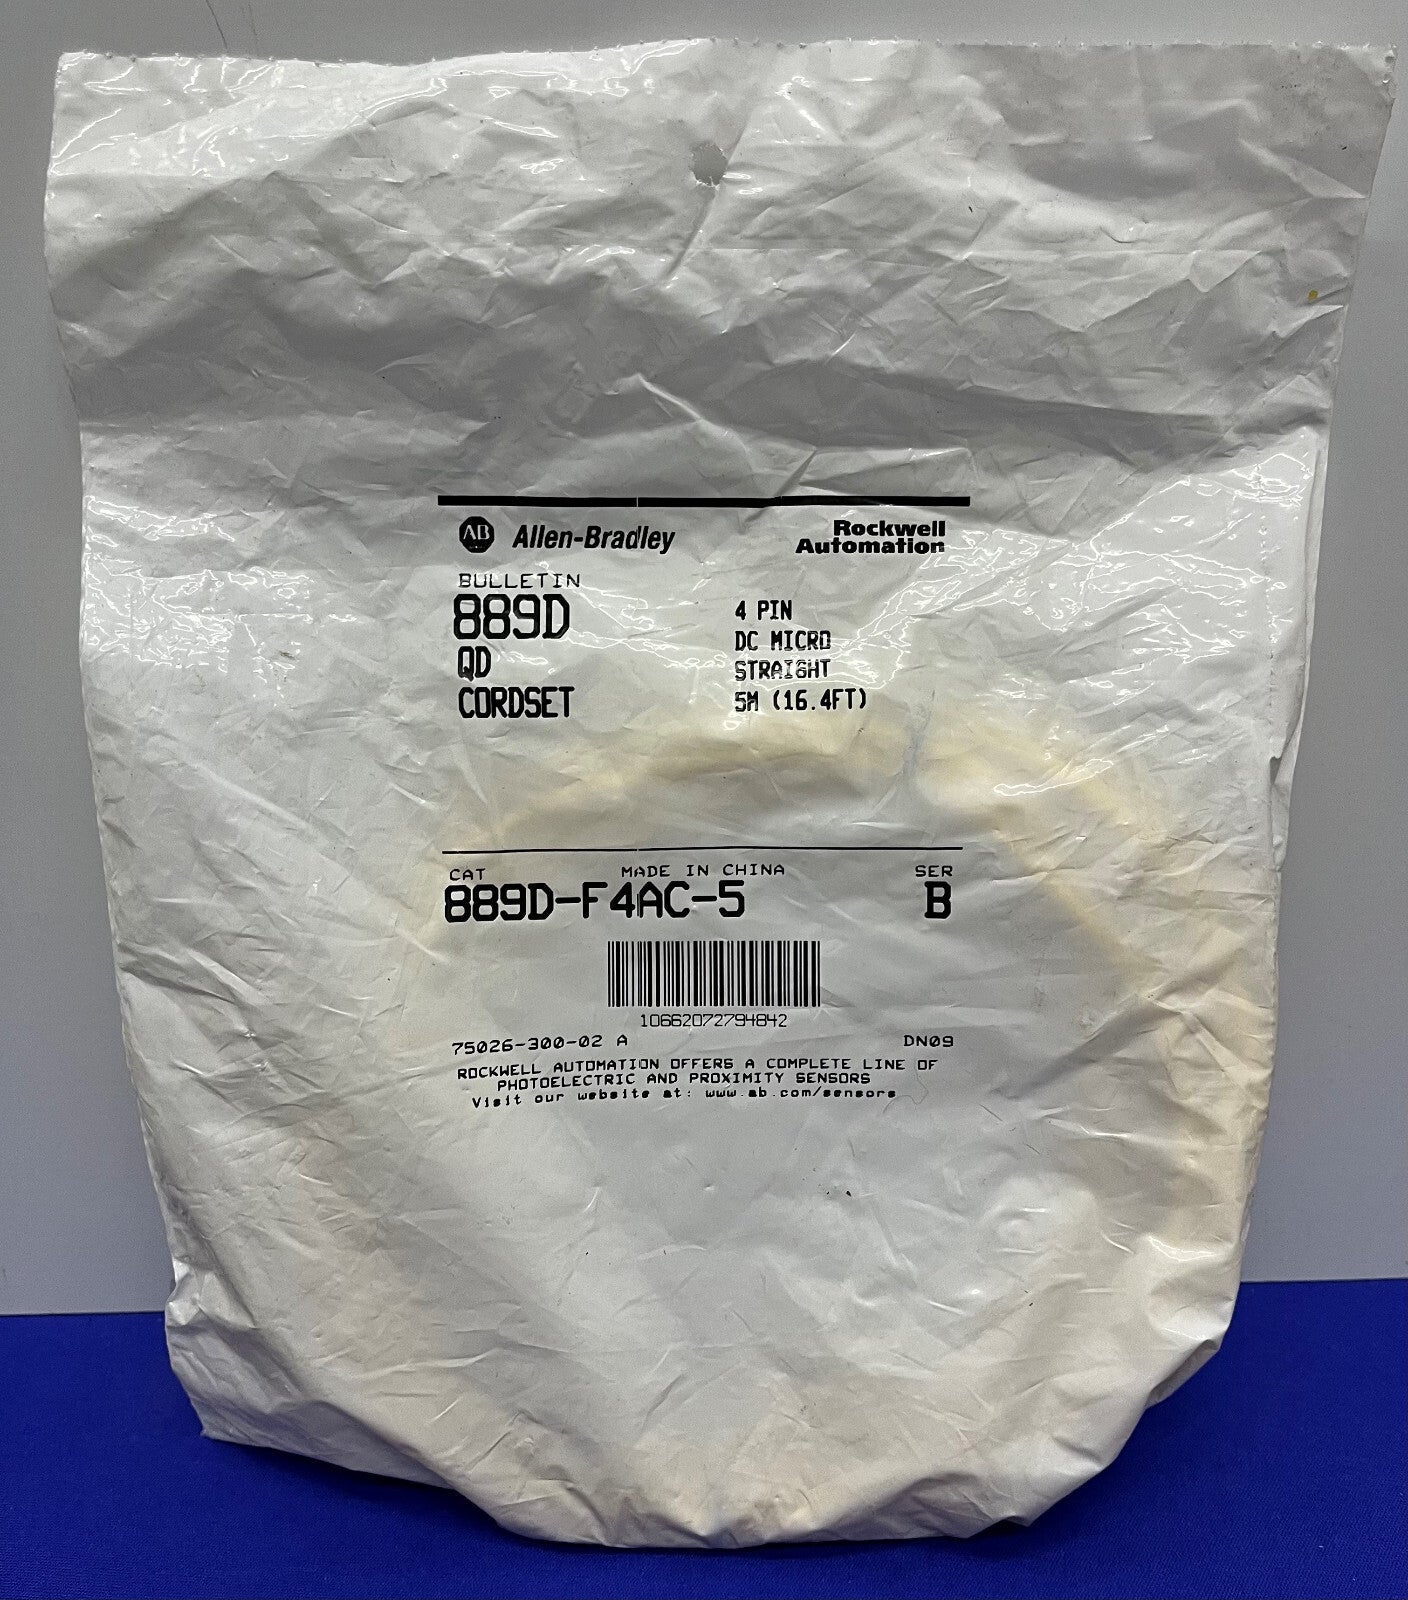 AB Allen-Bradley
Rockwell
Automation
BULLETIN
889D
QD
CORDSET
4 PIN
DC MICRO
STRAIGHT
5M (16.4FT)
CAT MADE IN CHINA SER
889D-F4AC-5 B
10662072794842
75026-300-02 A DN09
ROCKWELL AUTOMATION OFFERS A COMPLETE LINE OF
PHOTOELECTRIC AND PROXIMITY SENSORS
Visit our website at: www.ab.com/sensors